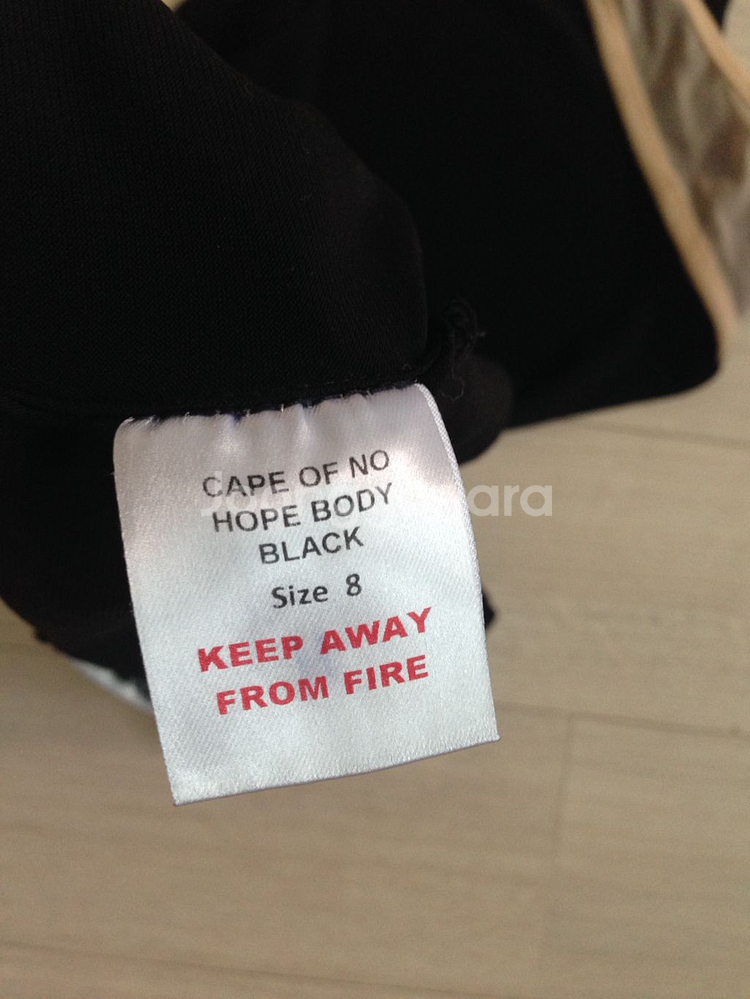 CAPE OF NO
HOPE BODY
BLACK
Size 8
KEEP AWAY
FROM FIRE